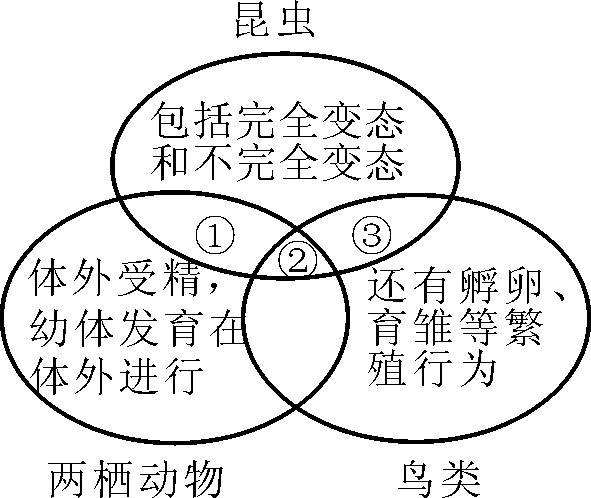 昆虫
包括完全变态
和不完全变态
①
②
③
体外受精，
幼体发育在
体外进行
还有孵卵、
育雏等繁
殖行为
两栖动物
鸟类